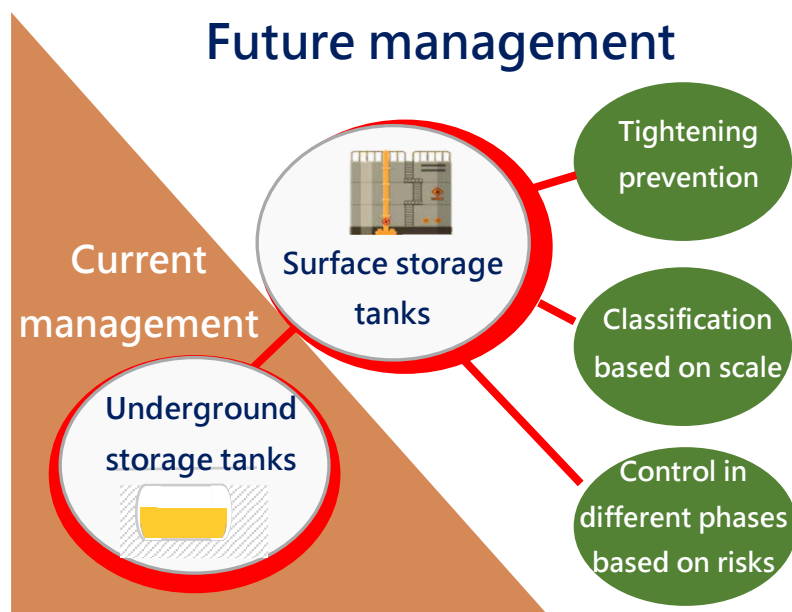 Future management
Tightening
prevention
Surface storage
tanks
Current
management
Classification
based on scale
Underground
storage tanks
Control in
different phases
based on risks